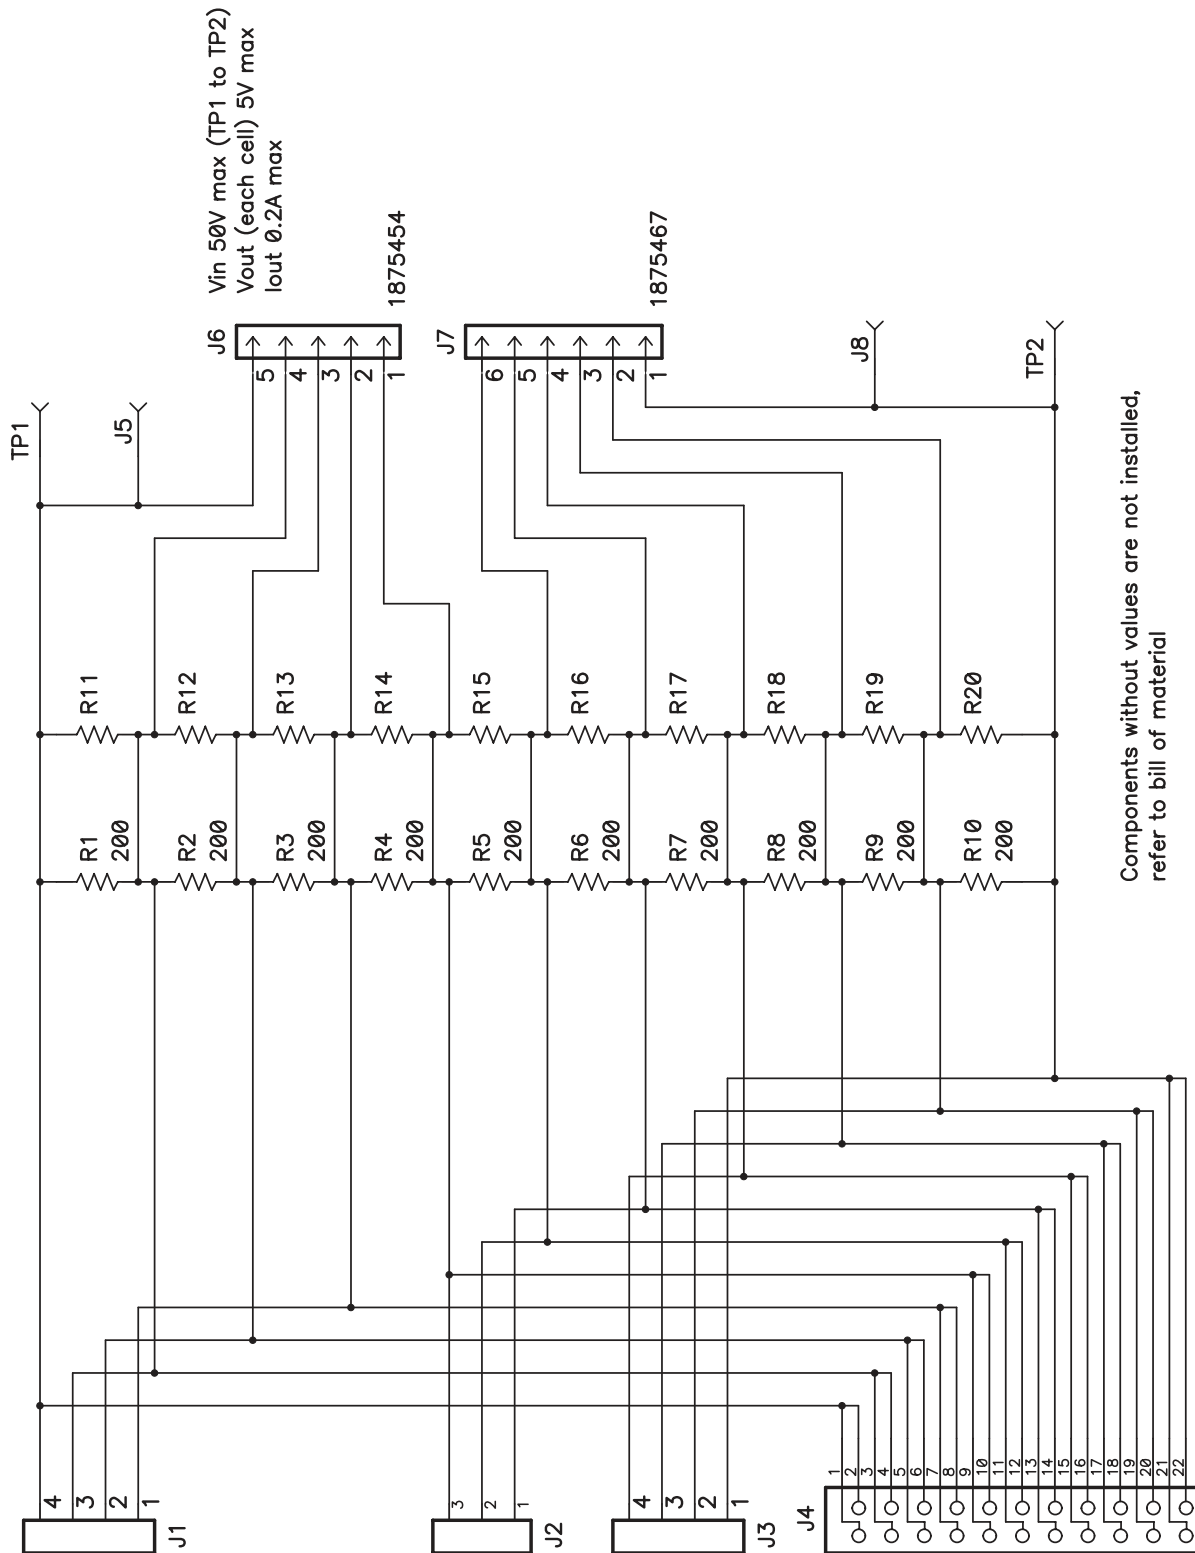 TP1
J5
J6
5
4
3
2
1
1875454
Vin 50V max (TP1 to TP2)
Vout (each cell) 5V max
Iout 0.2A max
J7
6
5
4
3
2
1
1875467
J8
TP2
R11
R12
R13
R14
R15
R16
R17
R18
R19
R20
R1
200
R2
200
R3
200
R4
200
R5
200
R6
200
R7
200
R8
200
R9
200
R10
200
Components without values are not installed,
refer to bill of material
4
3
2
1
J1
3
2
1
J2
4
3
2
1
J3
J4
1
2
3
4
5
6
7
8
9
10
11
12
13
14
15
16
17
18
19
20
21
22